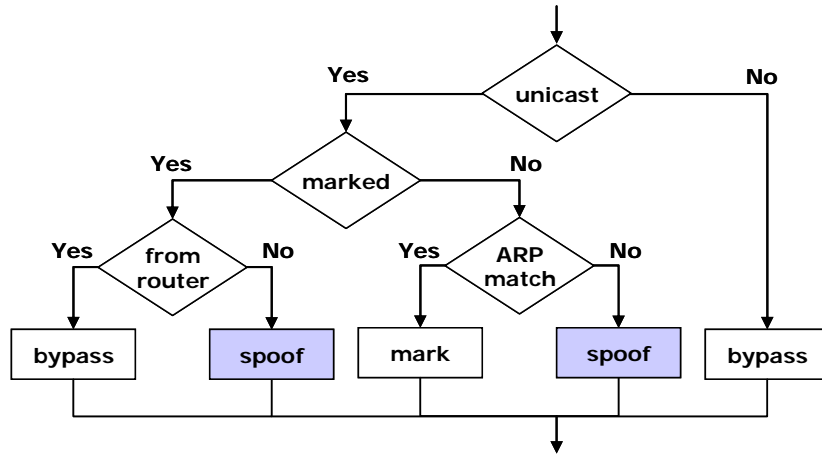 unicast
Yes
No
marked
Yes
No
from
router
Yes
No
ARP
match
Yes
No
bypass
spoof
mark
spoof
bypass